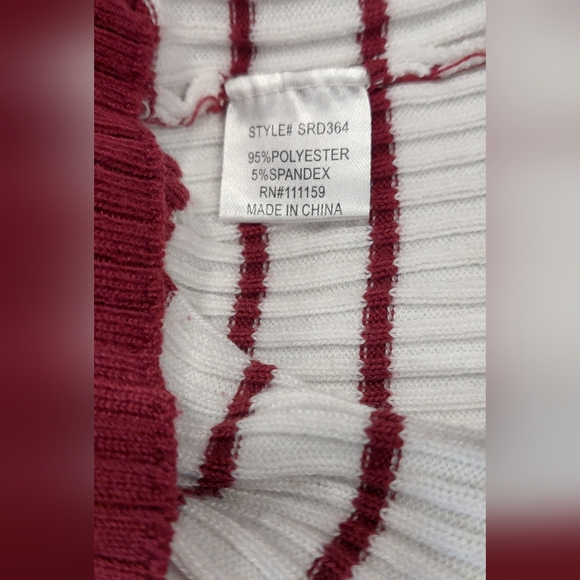 STYLE# SRD364
95%POLYESTER
5%SPANDEX
RN#111159
MADE IN CHINA